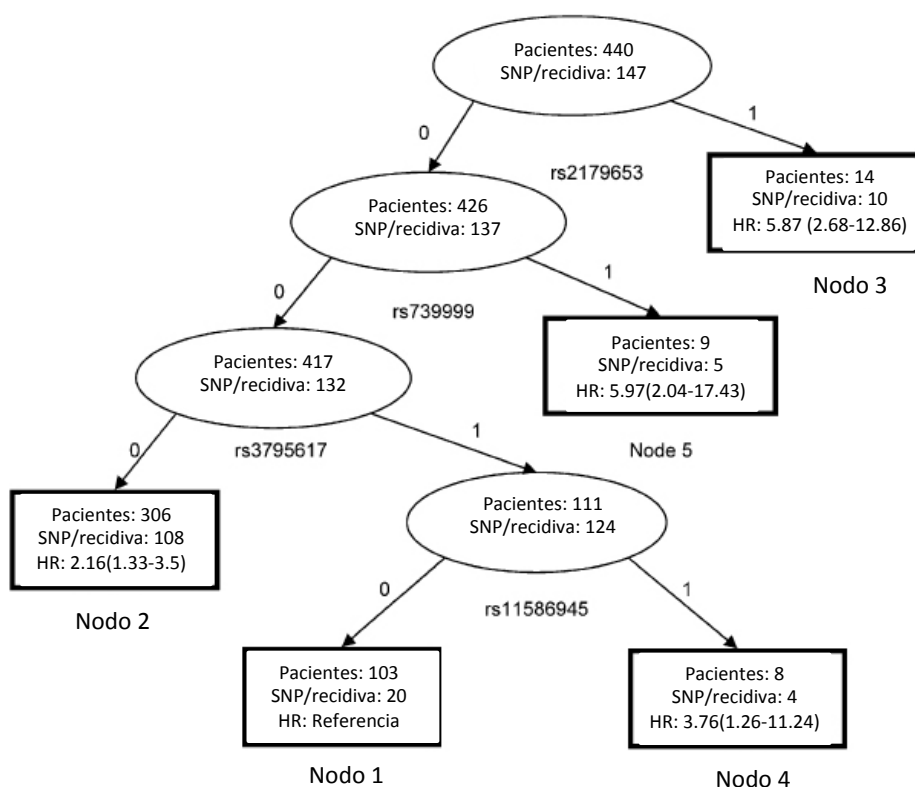 Pacientes: 440
SNP/recidiva: 147
0
1
rs2179653
Pacientes: 14
SNP/recidiva: 10
HR: 5.87 (2.68-12.86)
Nodo 3
Pacientes: 426
SNP/recidiva: 137
0
1
rs739999
Pacientes: 9
SNP/recidiva: 5
HR: 5.97(2.04-17.43)
Node 5
Pacientes: 417
SNP/recidiva: 132
0
rs3795617
1
Pacientes: 306
SNP/recidiva: 108
HR: 2.16(1.33-3.5)
Nodo 2
Pacientes: 111
SNP/recidiva: 124
0
rs11586945
1
Pacientes: 103
SNP/recidiva: 20
HR: Referencia
Nodo 1
Pacientes: 8
SNP/recidiva: 4
HR: 3.76(1.26-11.24)
Nodo 4